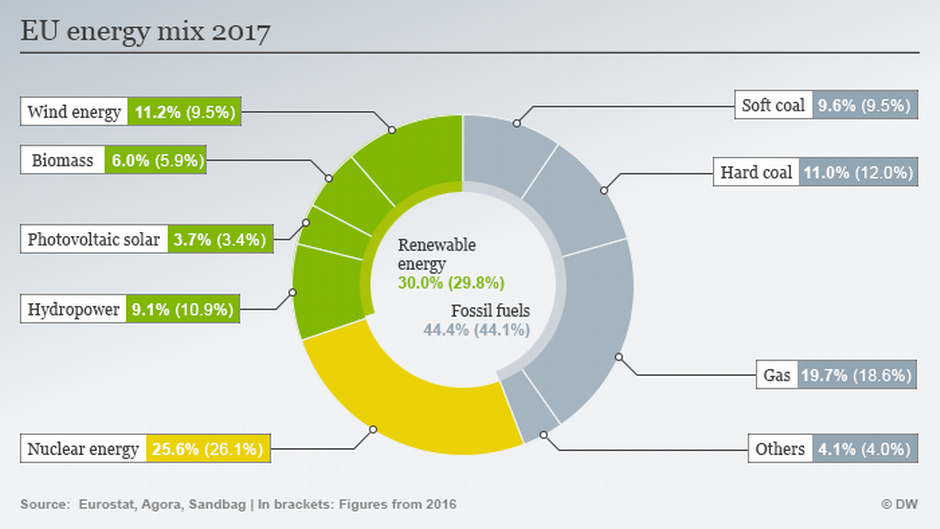 EU energy mix 2017
Wind energy 11.2% (9.5%)
Biomass 6.0% (5.9%)
Photovoltaic solar 3.7% (3.4%)
Hydropower 9.1% (10.9%)
Nuclear energy 25.6% (26.1%)
Renewable
energy
30.0% (29.8%)
Fossil fuels
44.4% (44.1%)
Soft coal 9.6% (9.5%)
Hard coal 11.0% (12.0%)
Gas 19.7% (18.6%)
Others 4.1% (4.0%)
Source: Eurostat, Agora, Sandbag | In brackets: Figures from 2016
© DW